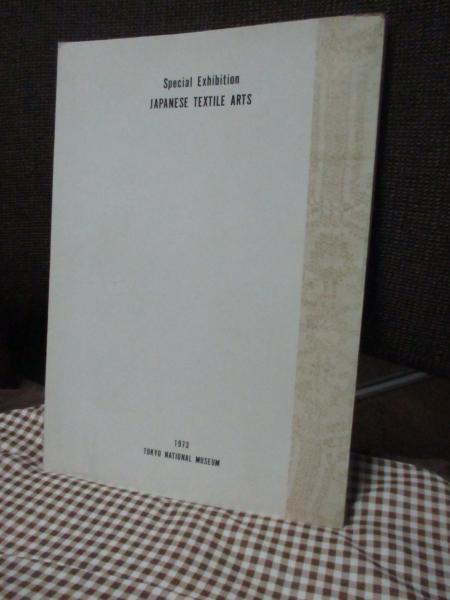 Special Exhibition
JAPANESE TEXTILE ARTS
1973
TOKYO NATIONAL MUSEUM